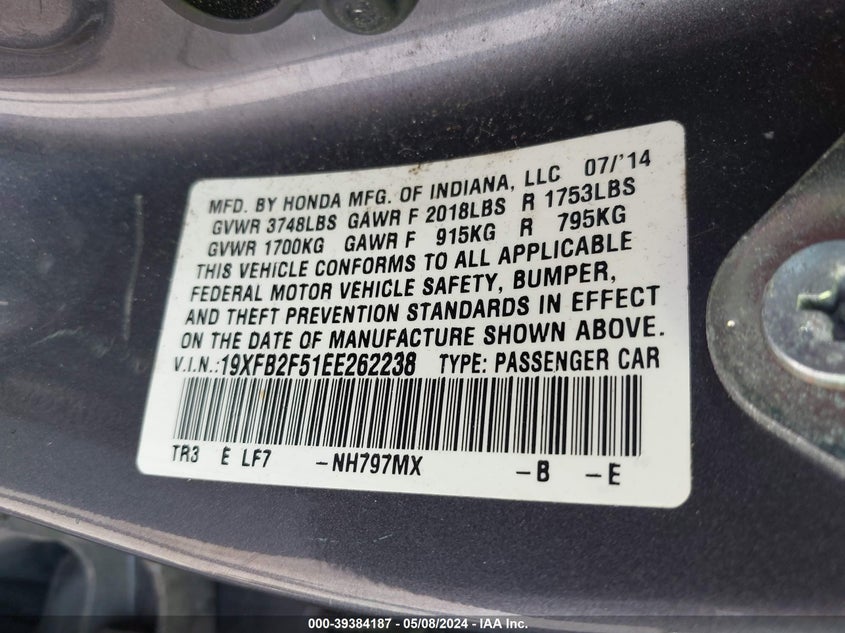 MFD. BY HONDA MFG. OF INDIANA, LLC 07/'14
GVWR 3748LBS GAWR F 2018LBS R 1753LBS
GVWR 1700KG GAWR F 915KG R 795KG
THIS VEHICLE CONFORMS TO ALL APPLICABLE
FEDERAL MOTOR VEHICLE SAFETY, BUMPER,
AND THEFT PREVENTION STANDARDS IN EFFECT
ON THE DATE OF MANUFACTURE SHOWN ABOVE.
V.I.N.:19XFB2F51EE262238 TYPE: PASSENGER CAR
TR3 E LF7 -NH797MX -B -E
000-39384187 - 05/08/2024 - IAA Inc.